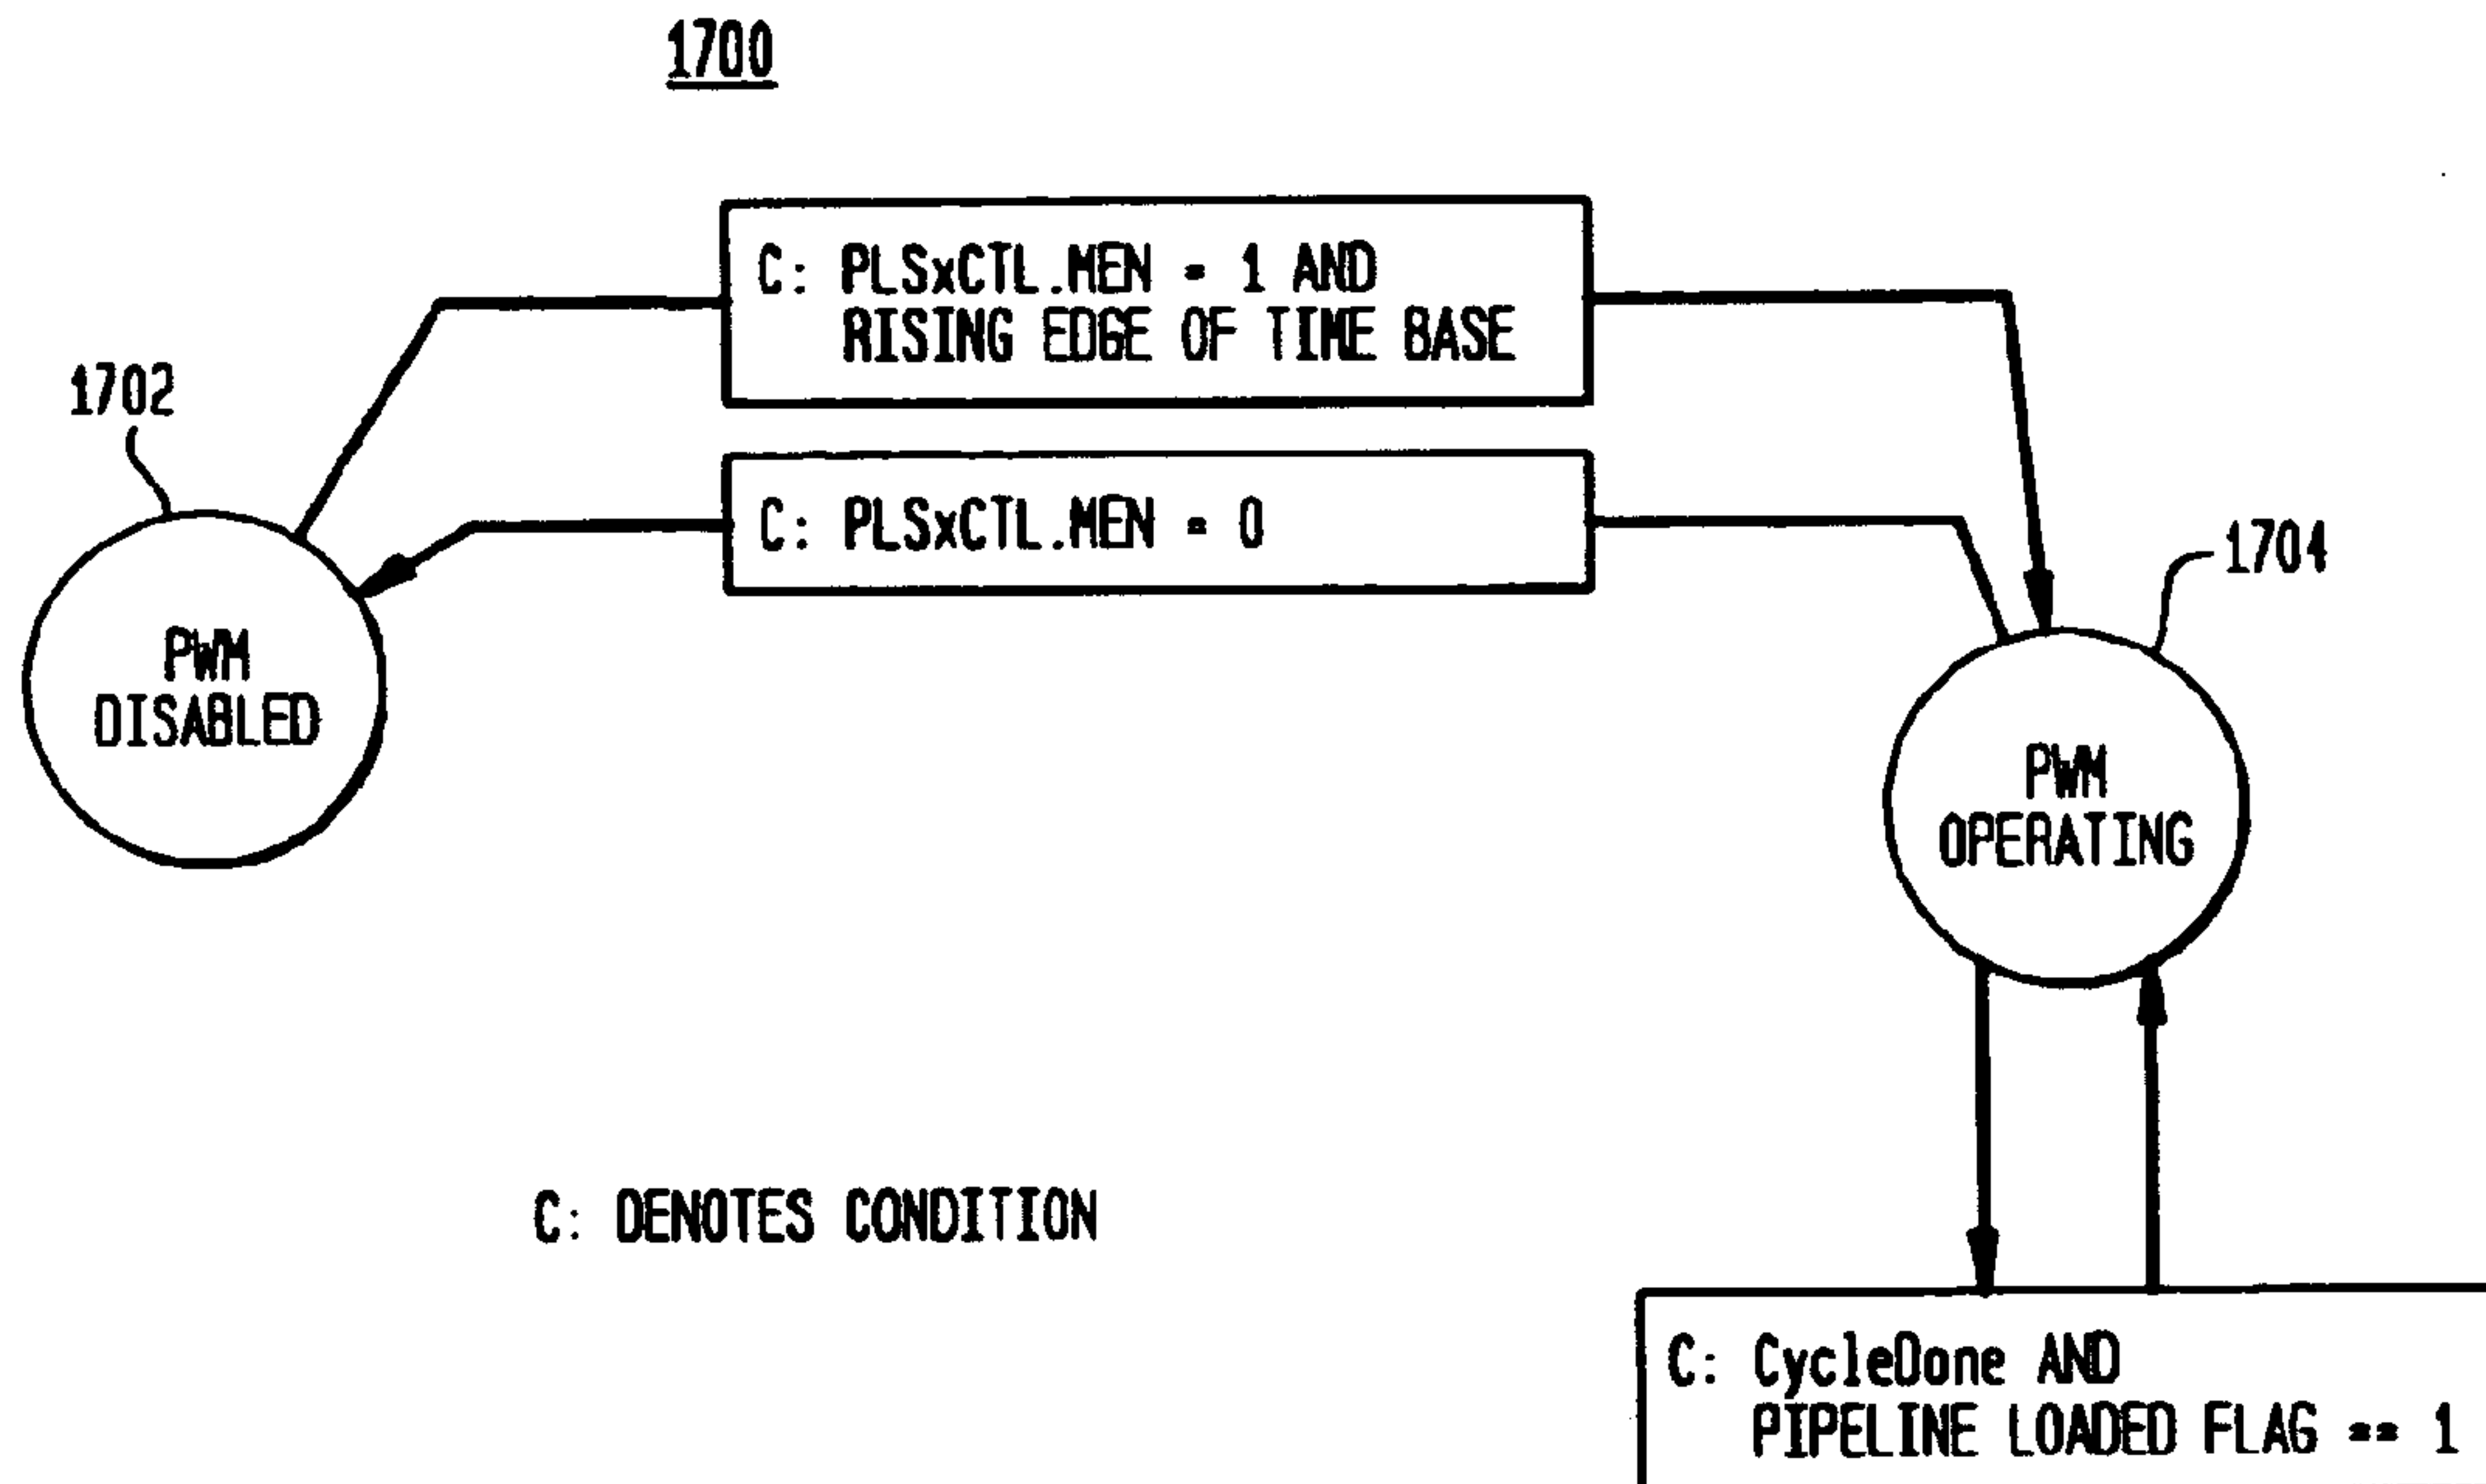 1700
C: PLSxCTL.MEN = 1 AND
RISING EDGE OF TIME BASE
1702
C: PLSxCTL.MEN = 0
1704
PWM
DISABLED
PWM
OPERATING
C: DENOTES CONDITION
C: CycleDone AND
PIPELINE LOADED FLAG == 1